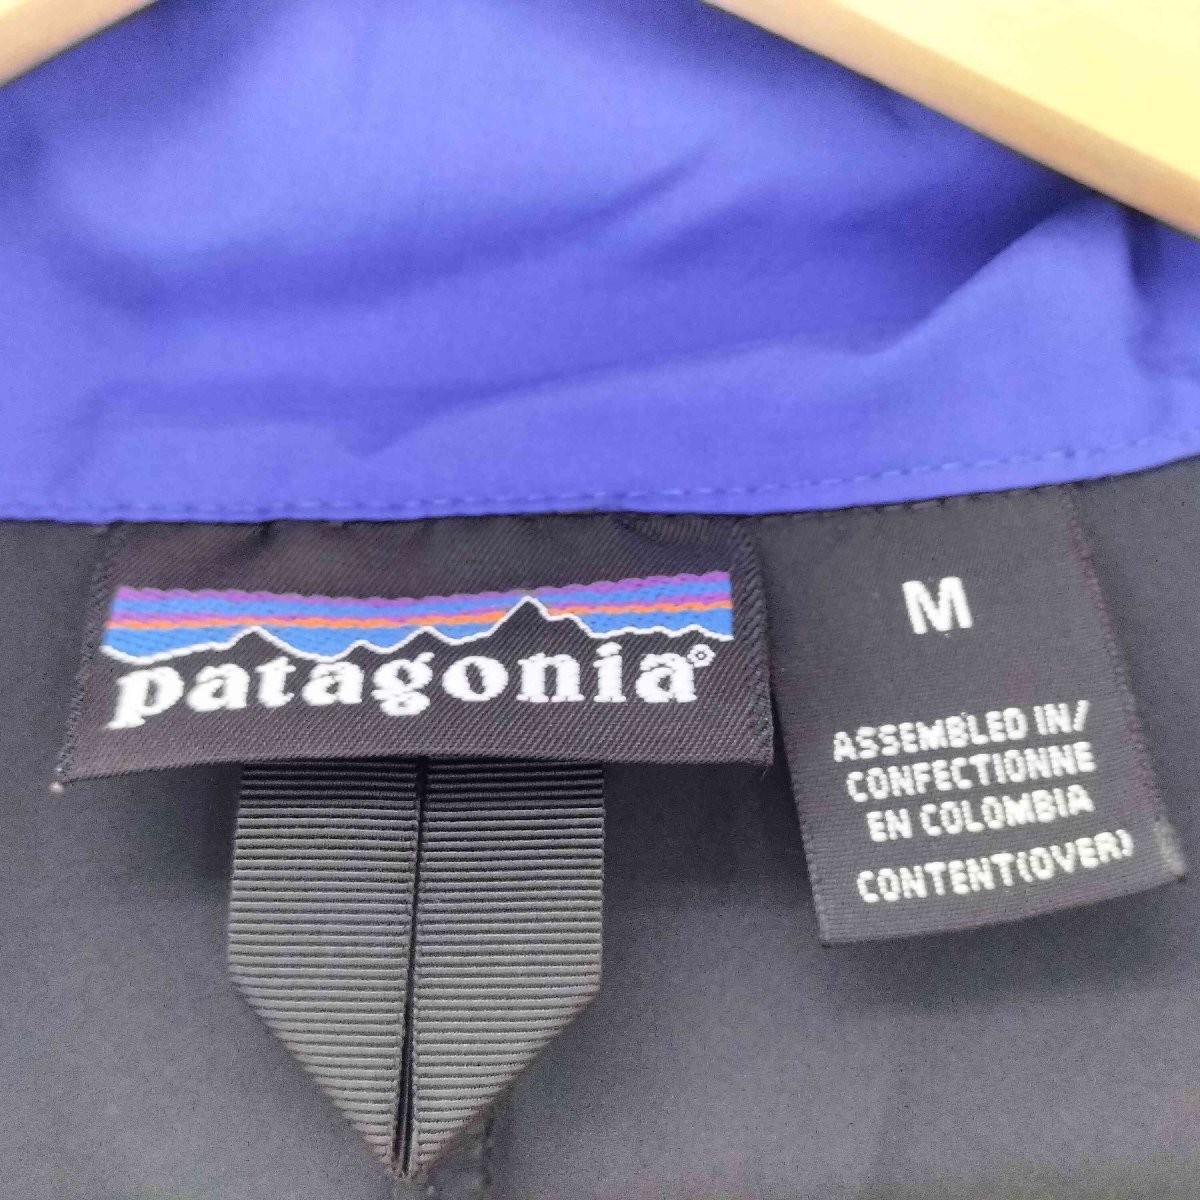 patagonia®
M
ASSEMBLED IN/
CONFECTIONNE
EN COLOMBIA
CONTENT(OVER)